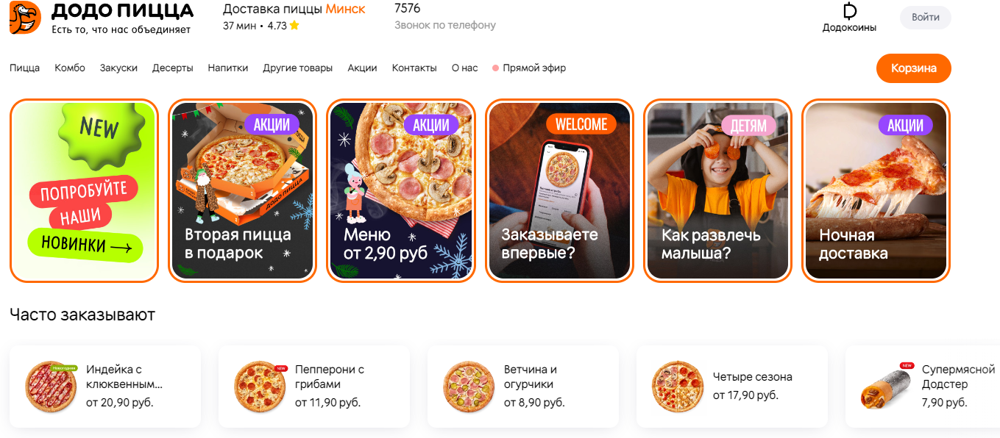 ДОДО ПИЦЦА
Есть то, что нас объединяет
Доставка пиццы Минск
37 мин • 4.73
7576
Звонок по телефону
Додокоины
Войти
Пицца Комбо Закуски Десерты Напитки Другие товары Акции Контакты О нас Прямой эфир
Корзина
NEW
ПОПРОБУЙТЕ
НАШИ
НОВИНКИ →
АКЦИИ
ДОДО ПИЦЦА
Вторая пицца
в подарок
АКЦИИ
Меню
от 2,90 руб
WELCOME
Заказываете
впервые?
ДЕТЯМ
Как развлечь
малыша?
АКЦИИ
Ночная
доставка
Часто заказывают
Новогодняя
Индейка с
клюквенным...
от 20,90 руб.
NEW
Пепперони с
грибами
от 11,90 руб.
Ветчина и
огурчики
от 8,90 руб.
Четыре сезона
от 17,90 руб.
NEW
Супермясной
Додстер
7,90 руб.